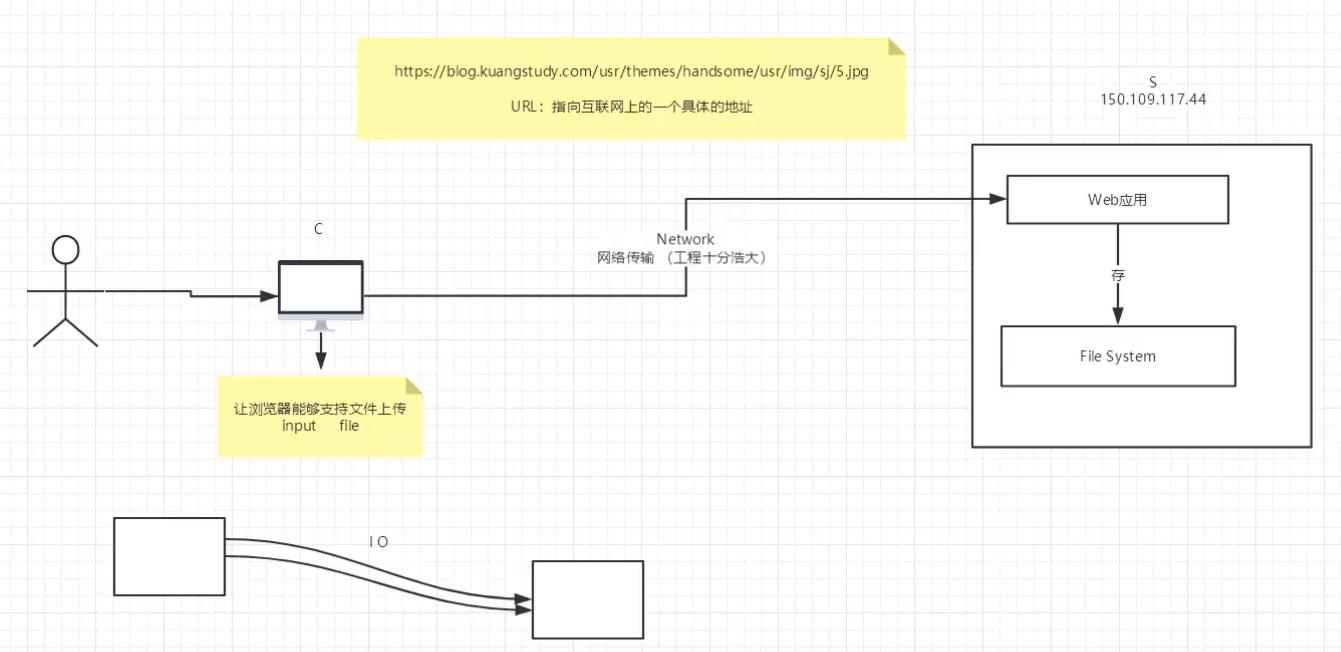 https://blog.kuangstudy.com/usr/themes/handsome/usr/img/sj/5.jpg
URL：指向互联网上的一个具体的地址
S
150.109.117.44
Web应用
C
Network
网络传输 （工程十分浩大）
存
File System
让浏览器能够支持文件上传
input file
I O